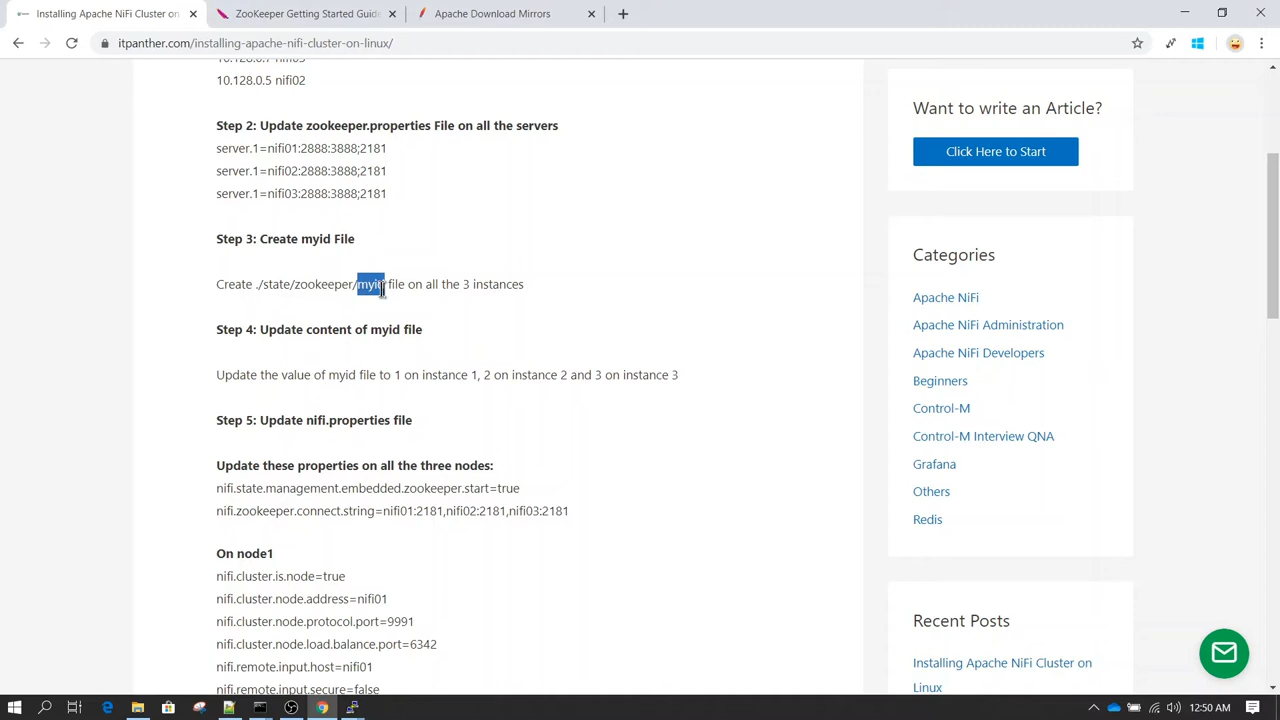 Installing Apache NiFi Cluster on
ZooKeeper Getting Started Guide
Apache Download Mirrors
itpanther.com/installing-apache-nifi-cluster-on-linux/
10.128.0.5 nifi02
Step 2: Update zookeeper.properties File on all the servers
server.1=nifi01:2888:3888;2181
server.1=nifi02:2888:3888;2181
server.1=nifi03:2888:3888;2181
Step 3: Create myid File
Create ./state/zookeeper/myid file on all the 3 instances
Step 4: Update content of myid file
Update the value of myid file to 1 on instance 1, 2 on instance 2 and 3 on instance 3
Step 5: Update nifi.properties file
Update these properties on all the three nodes:
nifi.state.management.embedded.zookeeper.start=true
nifi.zookeeper.connect.string=nifi01:2181,nifi02:2181,nifi03:2181
On node1
nifi.cluster.is.node=true
nifi.cluster.node.address=nifi01
nifi.cluster.node.protocol.port=9991
nifi.cluster.node.load.balance.port=6342
nifi.remote.input.host=nifi01
nifi.remote.input.secure=false
Want to write an Article?
Click Here to Start
Categories
Apache NiFi
Apache NiFi Administration
Apache NiFi Developers
Beginners
Control-M
Control-M Interview QNA
Grafana
Others
Redis
Recent Posts
Installing Apache NiFi Cluster on
Linux
12:50 AM